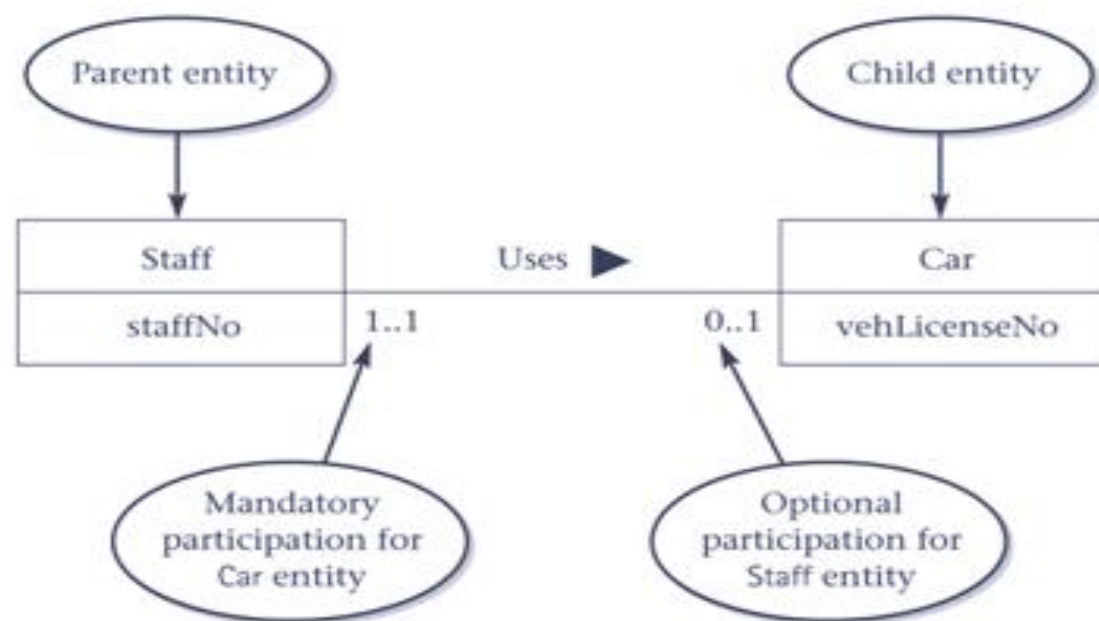 Parent entity
Child entity
Staff
Uses ▶
Car
staffNo
1..1
0..1
vehLicenseNo
Mandatory
participation for
Car entity
Optional
participation for
Staff entity